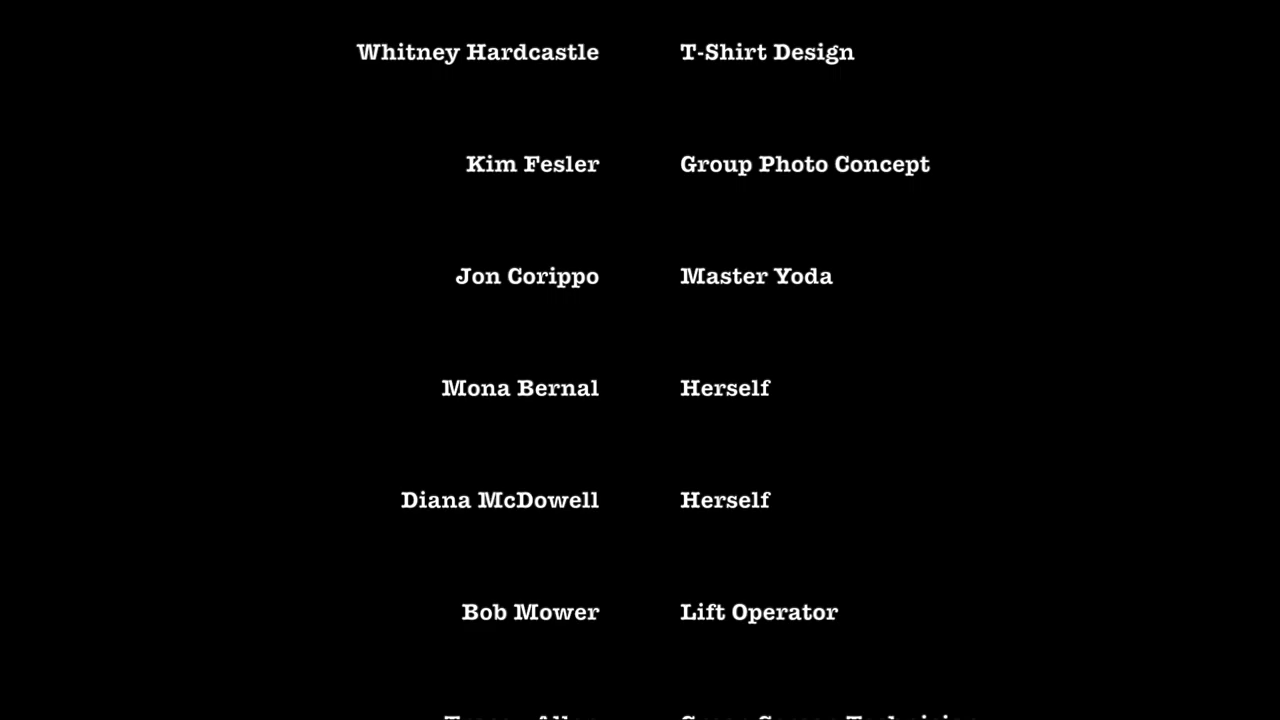 Whitney Hardcastle T-Shirt Design
Kim Fesler Group Photo Concept
Jon Corippo Master Yoda
Mona Bernal Herself
Diana McDowell Herself
Bob Mower Lift Operator